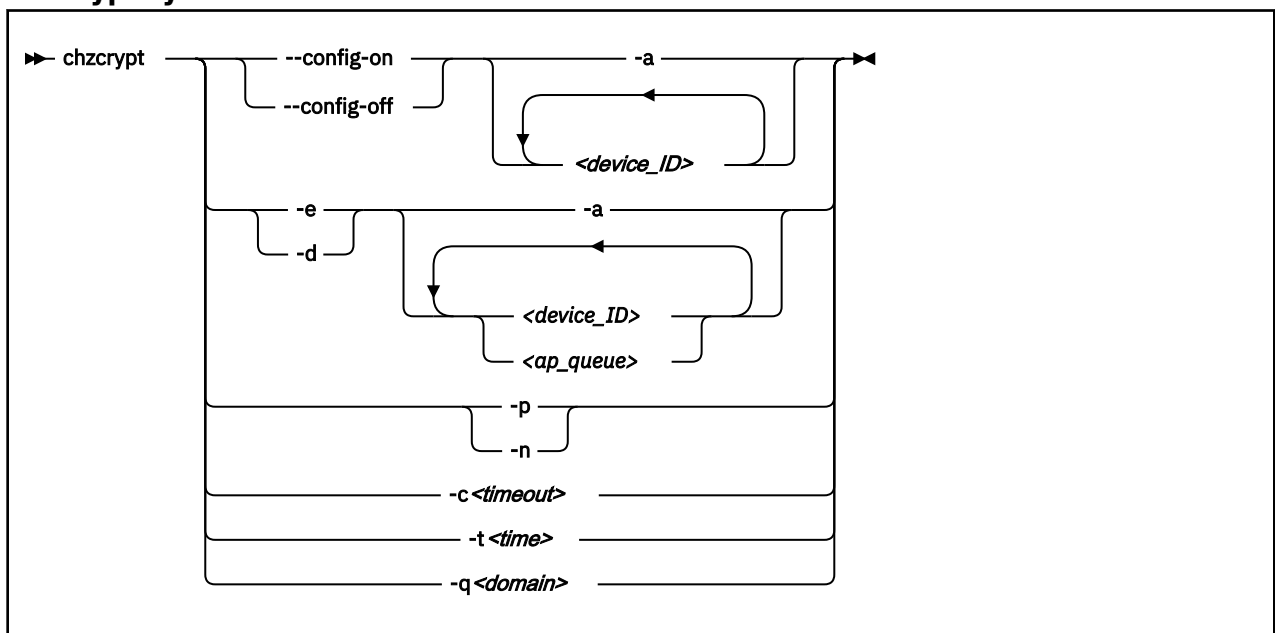 chzcrypt --config-on -a
--config-off
<device_ID>
-e -a
-d
<device_ID>
<ap_queue>
-p
-n
-c<timeout>
-t<time>
-q<domain>